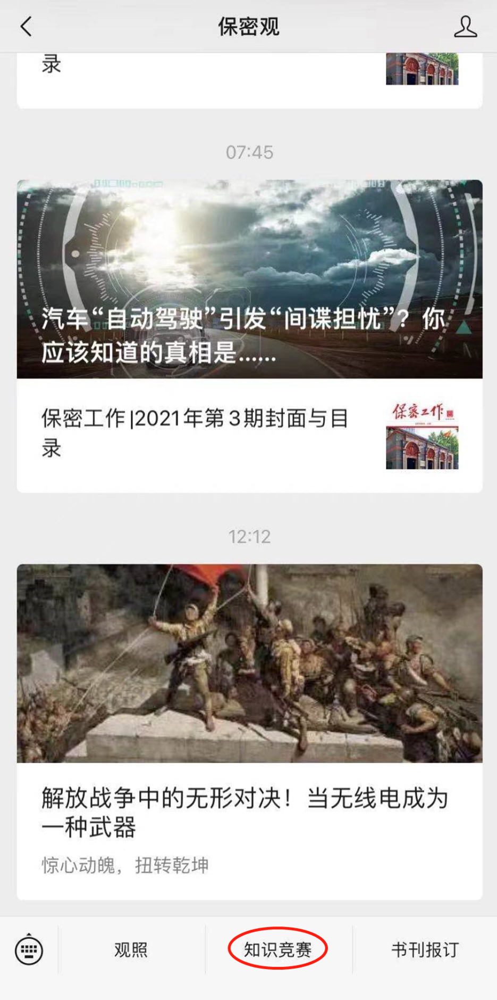 保密观
录
07:45
汽车“自动驾驶”引发“间谍担忧”？你
应该知道的真相是......
保密工作|2021年第3期封面与目
录
保密工作
12:12
解放战争中的无形对决！当无线电成为
一种武器
惊心动魄，扭转乾坤
观照
知识竞赛
书刊报订